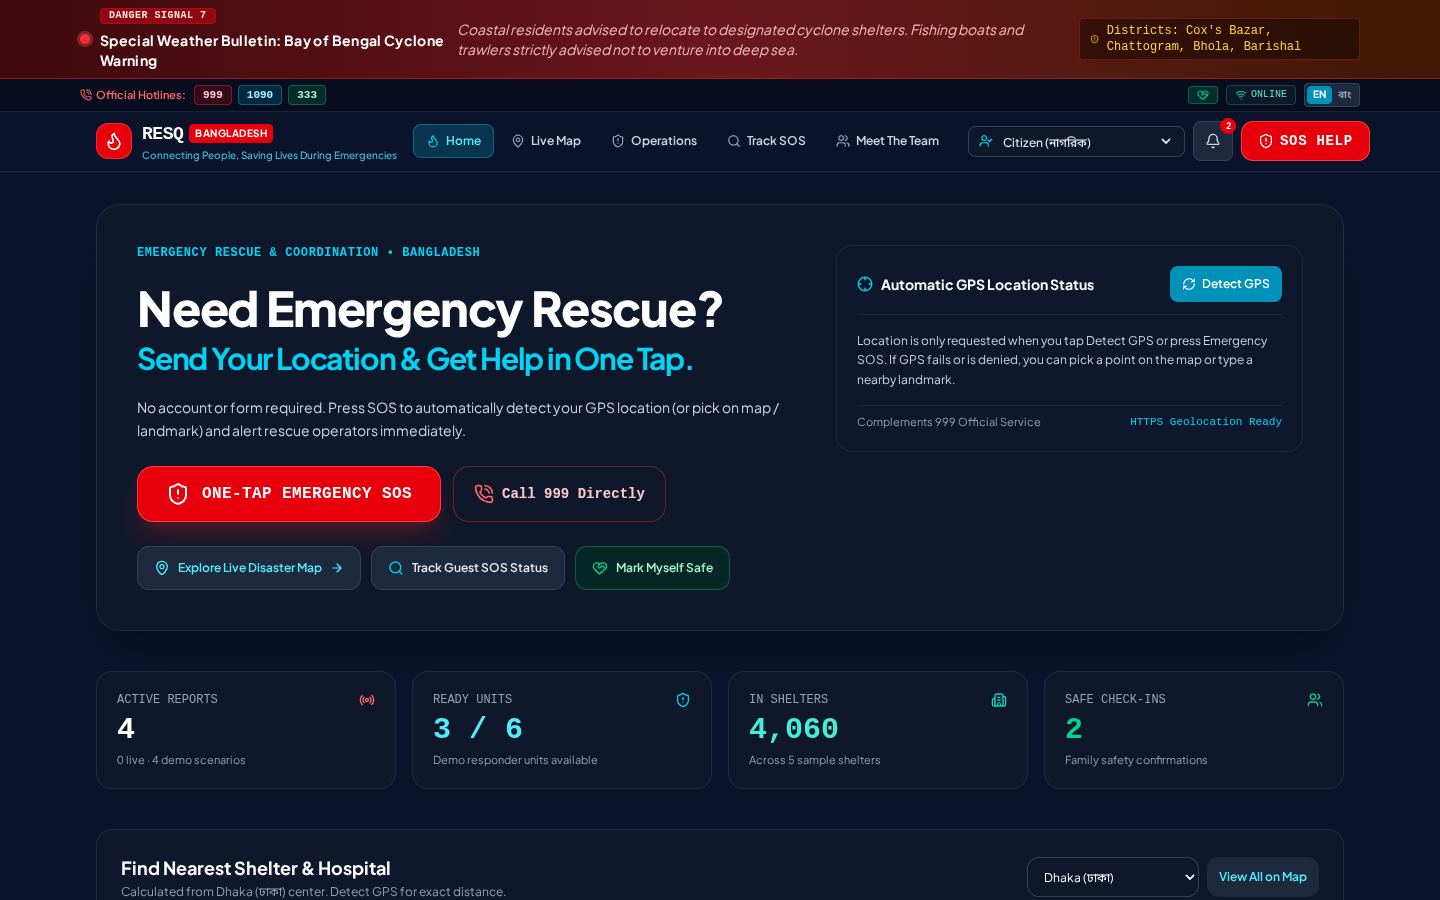 DANGER SIGNAL 7
Special Weather Bulletin: Bay of Bengal Cyclone
Warning
Coastal residents advised to relocate to designated cyclone shelters. Fishing boats and
trawlers strictly advised not to venture into deep sea.
Districts: Cox's Bazar,
Chattogram, Bhola, Barishal
Official Hotlines: 999 1090 333
ONLINE EN বাং
RESQ BANGLADESH
Connecting People, Saving Lives During Emergencies
Home Live Map Operations Track SOS Meet The Team
Citizen (নাগরিক)
2
SOS HELP
EMERGENCY RESCUE & COORDINATION • BANGLADESH
Need Emergency Rescue?
Send Your Location & Get Help in One Tap.
No account or form required. Press SOS to automatically detect your GPS location (or pick on map /
landmark) and alert rescue operators immediately.
ONE-TAP EMERGENCY SOS
Call 999 Directly
Explore Live Disaster Map
Track Guest SOS Status
Mark Myself Safe
Automatic GPS Location Status
Detect GPS
Location is only requested when you tap Detect GPS or press Emergency
SOS. If GPS fails or is denied, you can pick a point on the map or type a
nearby landmark.
Complements 999 Official Service
HTTPS Geolocation Ready
ACTIVE REPORTS
4
0 live · 4 demo scenarios
READY UNITS
3 / 6
Demo responder units available
IN SHELTERS
4,060
Across 5 sample shelters
SAFE CHECK-INS
2
Family safety confirmations
Find Nearest Shelter & Hospital
Calculated from Dhaka (ঢাকা) center. Detect GPS for exact distance.
Dhaka (ঢাকা)
View All on Map